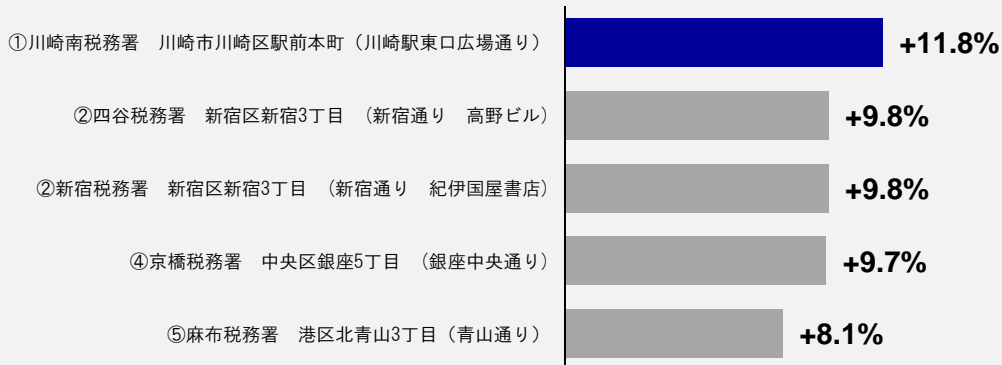 ①川崎南税務署　川崎市川崎区駅前本町（川崎駅東口広場通り） +11.8%
②四谷税務署　新宿区新宿3丁目　(新宿通り　高野ビル) +9.8%
②新宿税務署　新宿区新宿3丁目　(新宿通り　紀伊国屋書店) +9.8%
④京橋税務署　中央区銀座5丁目　(銀座中央通り) +9.7%
⑤麻布税務署　港区北青山3丁目（青山通り） +8.1%